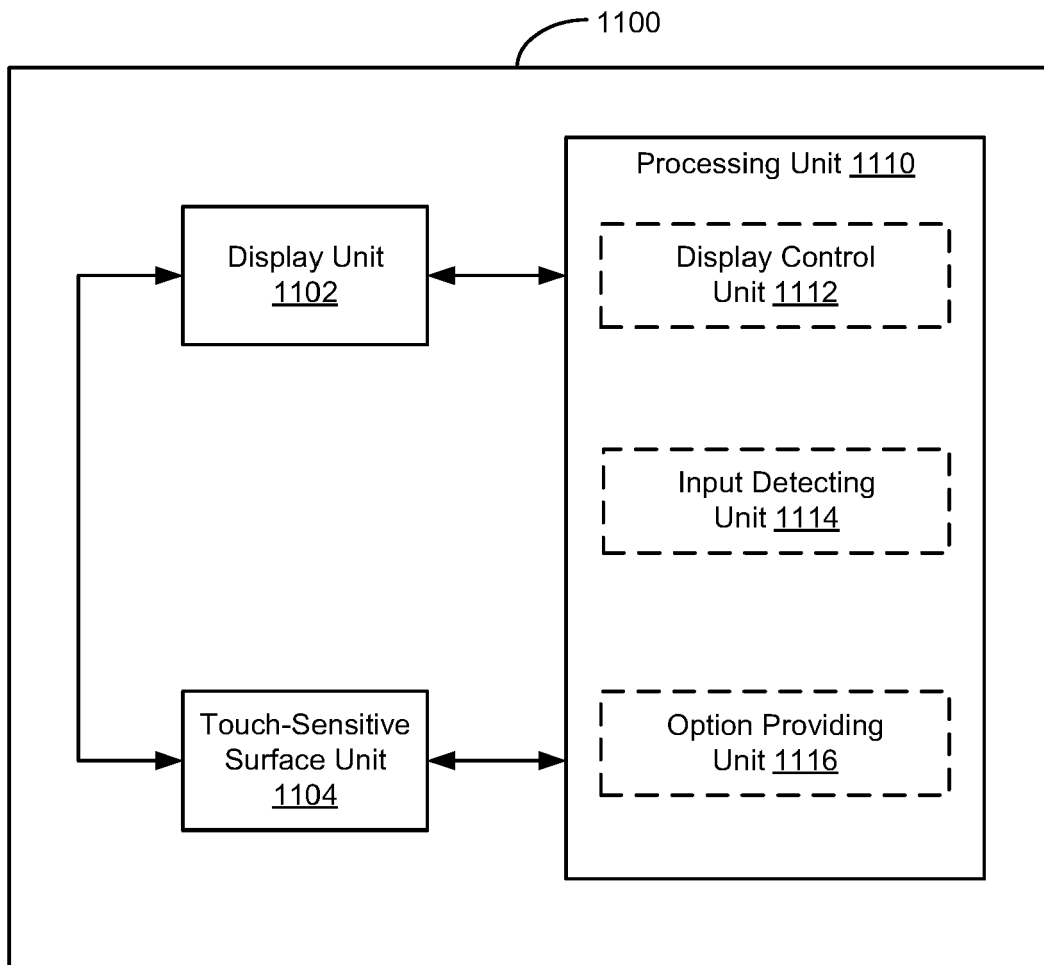 1100
Processing Unit 1110
Display Unit
1102
Display Control
Unit 1112
Input Detecting
Unit 1114
Touch-Sensitive
Surface Unit
1104
Option Providing
Unit 1116